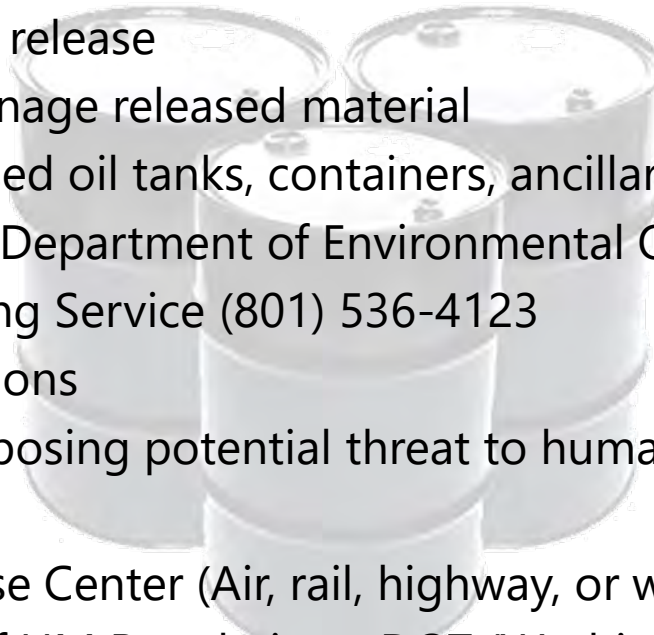 release
nage released material
ed oil tanks, containers, ancillar
Department of Environmental
ng Service (801) 536-4123
ons
posing potential threat to huma
se Center (Air, rail, highway, or w